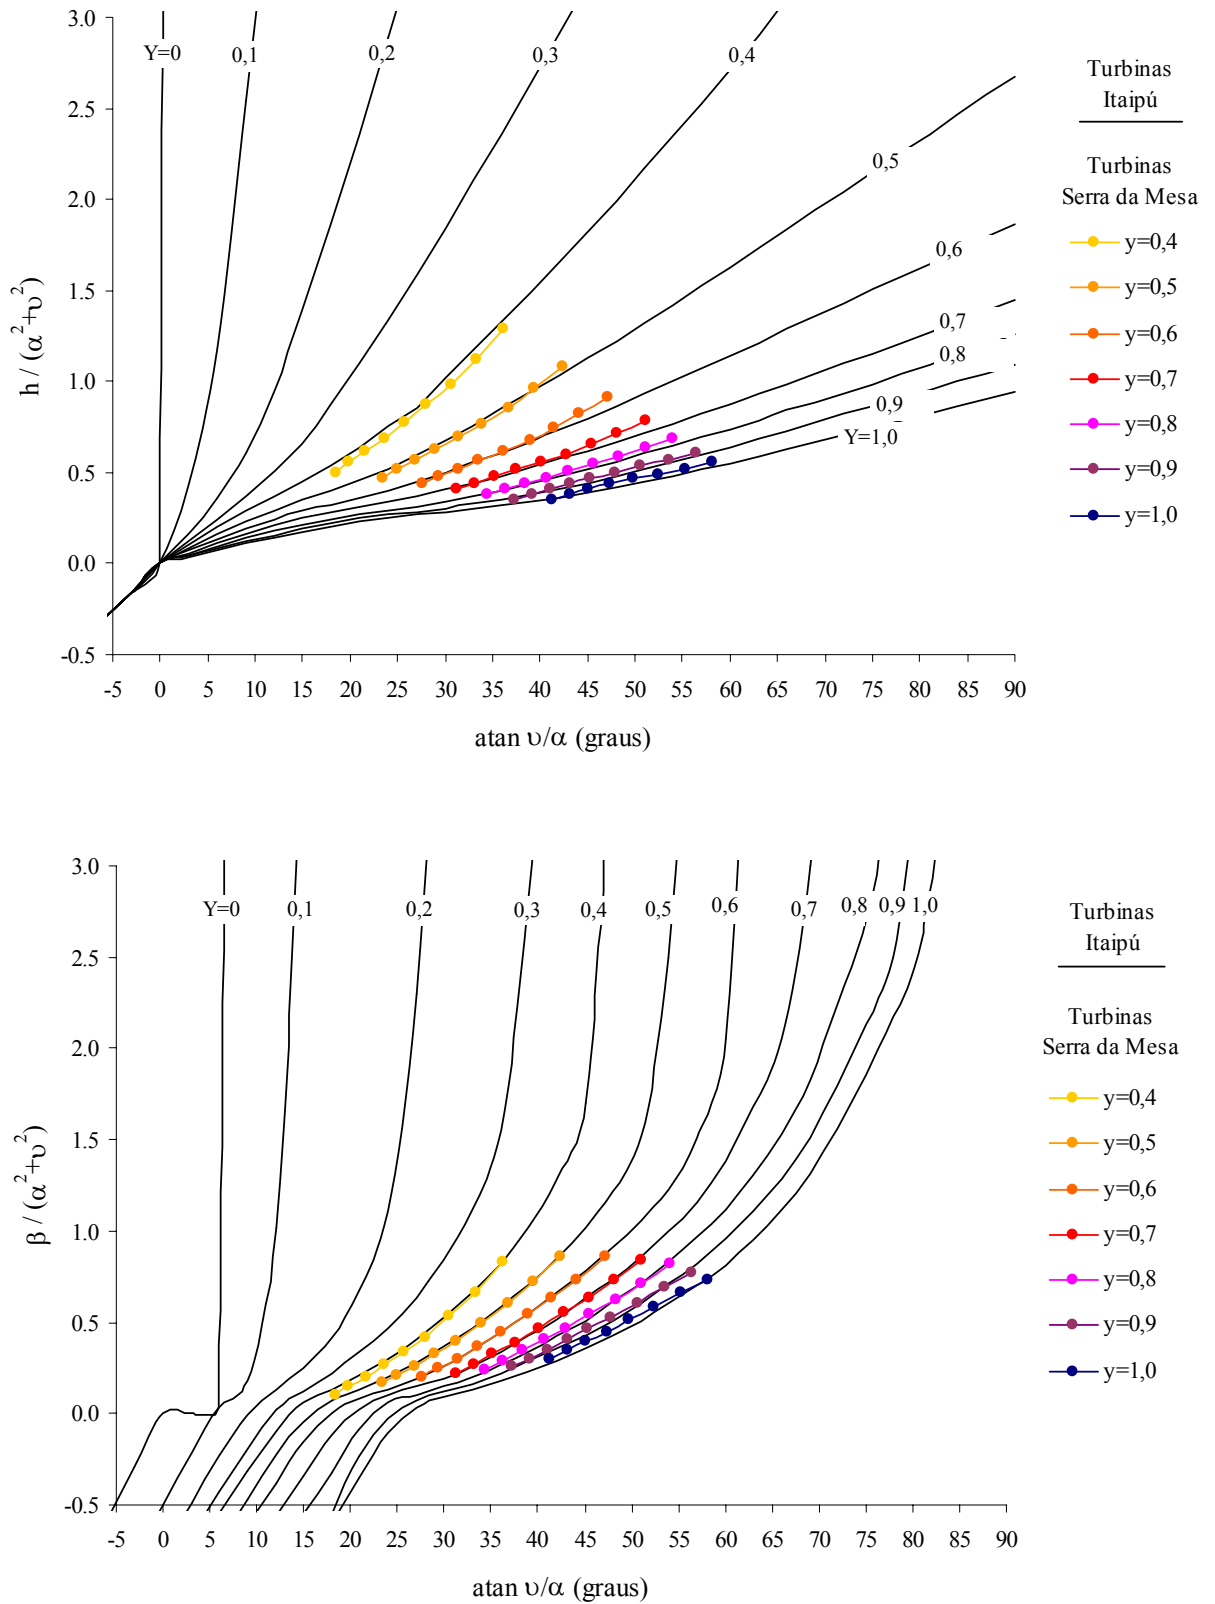 3.0
2.5
2.0
1.5
1.0
0.5
0.0
-0.5
h / (α²+υ²)
Y=0
0,1
0,2
0,3
0,4
0,5
0,6
0,7
0,8
0,9
Y=1,0
-5 0 5 10 15 20 25 30 35 40 45 50 55 60 65 70 75 80 85 90
atan υ/α (graus)
Turbinas
Itaipú
Turbinas
Serra da Mesa
y=0,4
y=0,5
y=0,6
y=0,7
y=0,8
y=0,9
y=1,0
3.0
2.5
2.0
1.5
1.0
0.5
0.0
-0.5
β / (α²+υ²)
Y=0 0,1 0,2 0,3 0,4 0,5 0,6 0,7 0,8 0,9 1,0
-5 0 5 10 15 20 25 30 35 40 45 50 55 60 65 70 75 80 85 90
atan υ/α (graus)
Turbinas
Itaipú
Turbinas
Serra da Mesa
y=0,4
y=0,5
y=0,6
y=0,7
y=0,8
y=0,9
y=1,0